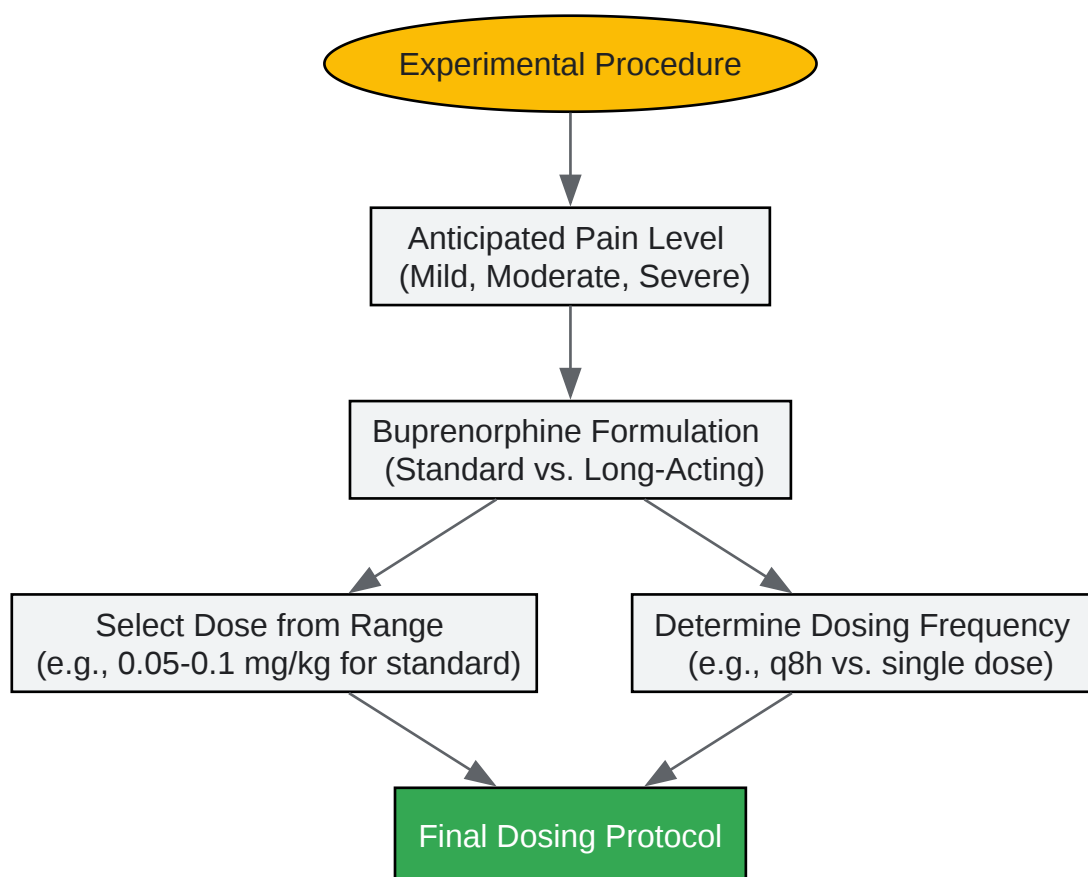 Experimental Procedure
Anticipated Pain Level
(Mild, Moderate, Severe)
Buprenorphine Formulation
(Standard vs. Long-Acting)
Select Dose from Range
(e.g., 0.05-0.1 mg/kg for standard)
Determine Dosing Frequency
(e.g., q8h vs. single dose)
Final Dosing Protocol